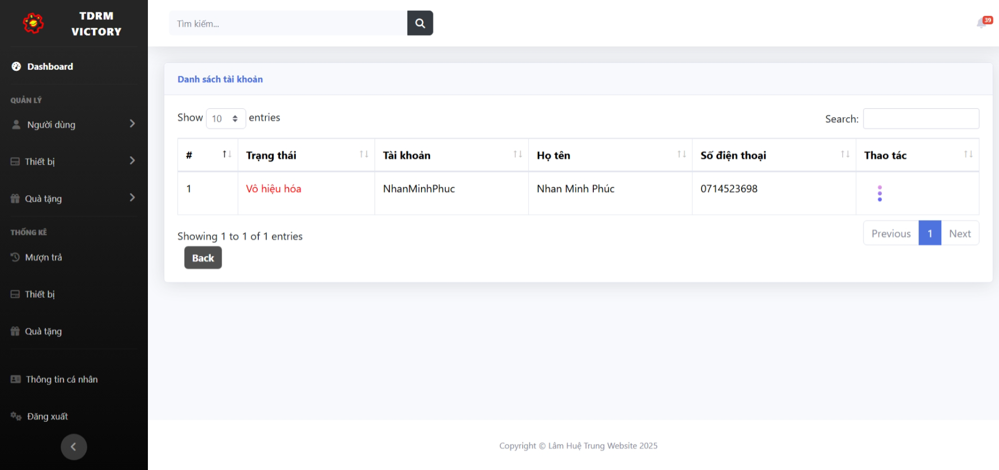 TDRM
VICTORY
Dashboard
QUẢN LÝ
Người dùng
Thiết bị
Quà tặng
THỐNG KÊ
Mượn trả
Thiết bị
Quà tặng
Thông tin cá nhân
Đăng xuất
Tìm kiếm...
39
Danh sách tài khoản
Show 10 entries
Search:
# Trạng thái Tài khoản Họ tên Số điện thoại Thao tác
1 Vô hiệu hóa NhanMinhPhuc Nhan Minh Phúc 0714523698
Showing 1 to 1 of 1 entries
Previous 1 Next
Back
Copyright © Lâm Huệ Trung Website 2025